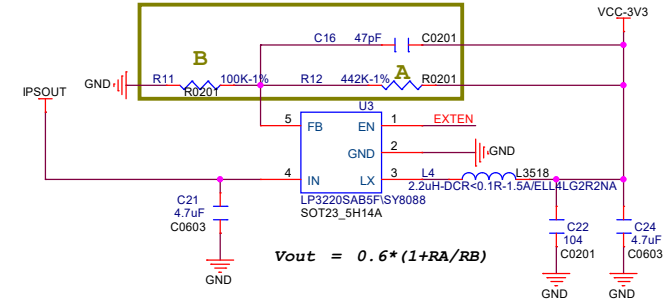 VCC-3V3
C16 47pF C0201
B
A
GND R11 100K-1% R12 442K-1% R0201
R0201
IPSOUT
U3
5 FB EN 1 EXTEN
GND 2 GND
4 IN LX 3 L4 L3518
2.2uH-DCR<0.1R-1.5A/ELL4LG2R2NA
LP3220SAB5F\SY8088
SOT23_5H14A
C21
4.7uF
C0603
C22
104
C0201
C24
4.7uF
C0603
Vout = 0.6*(1+RA/RB)
GND
GND
GND